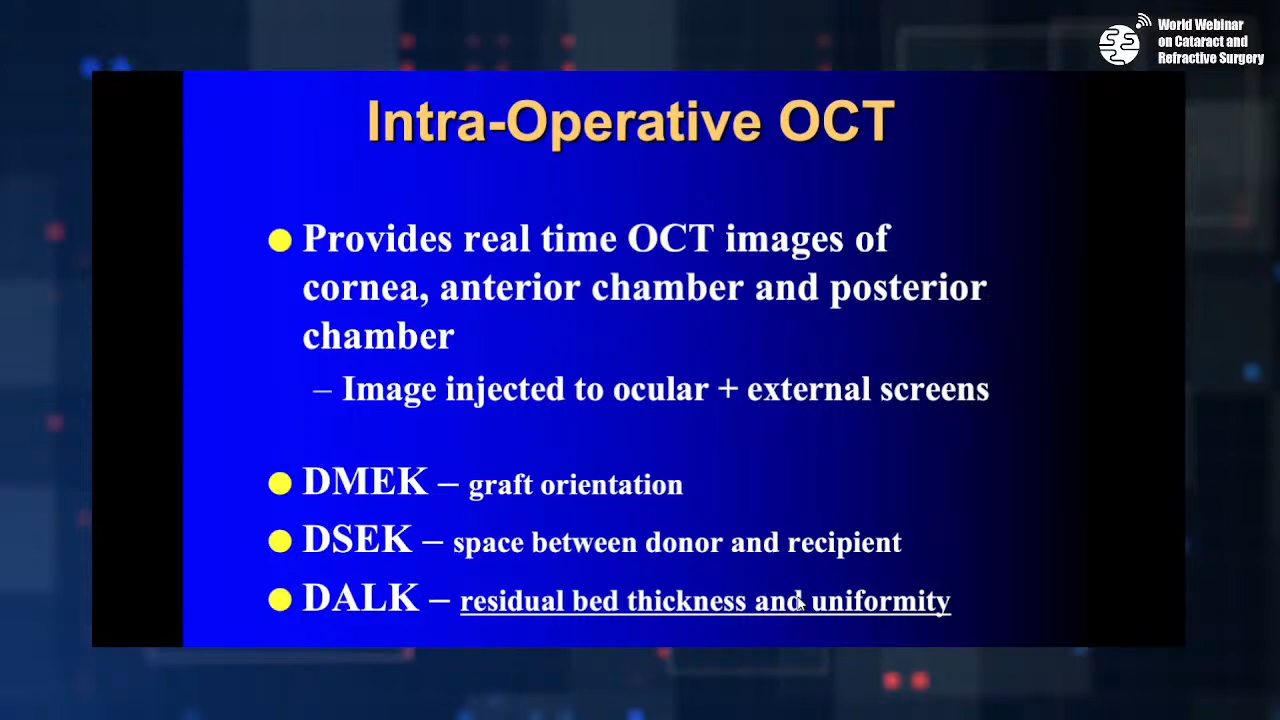 World Webinar
on Cataract and
Refractive Surgery
Intra-Operative OCT
Provides real time OCT images of
cornea, anterior chamber and posterior
chamber
– Image injected to ocular + external screens
DMEK – graft orientation
DSEK – space between donor and recipient
DALK – residual bed thickness and uniformity